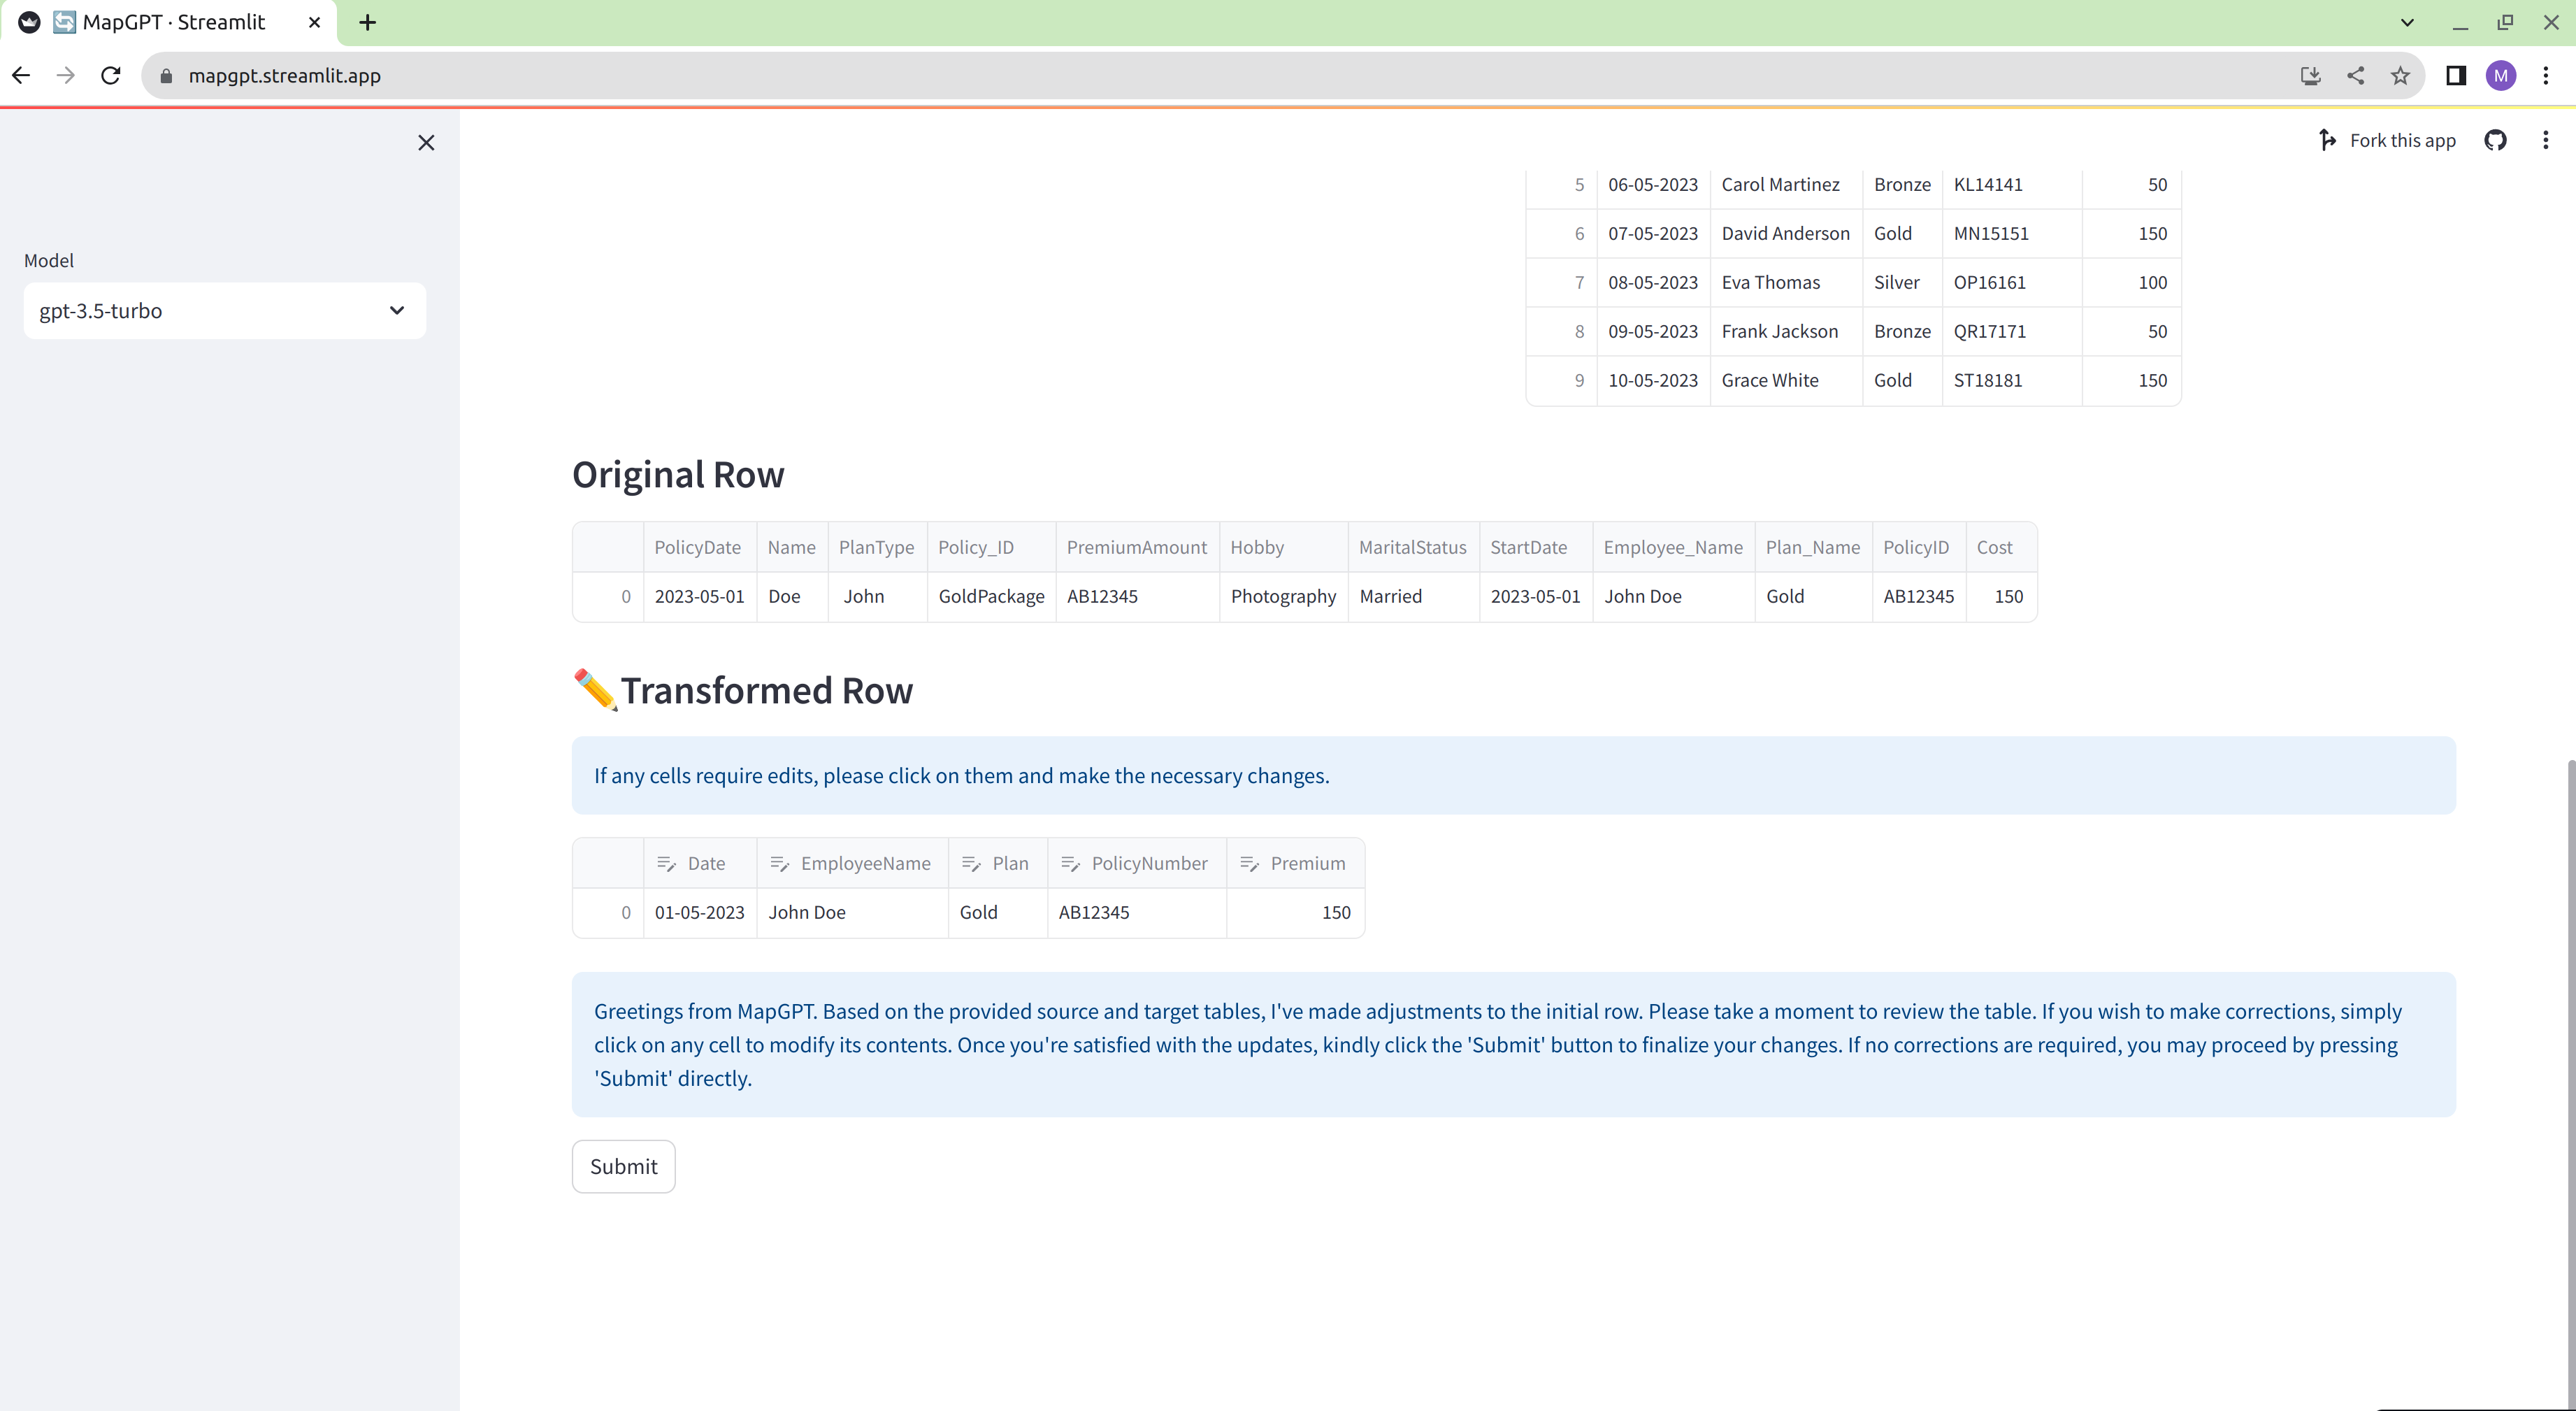 MapGPT · Streamlit
mapgpt.streamlit.app
M
Fork this app
Model
gpt-3.5-turbo
5 06-05-2023 Carol Martinez Bronze KL14141 50
6 07-05-2023 David Anderson Gold MN15151 150
7 08-05-2023 Eva Thomas Silver OP16161 100
8 09-05-2023 Frank Jackson Bronze QR17171 50
9 10-05-2023 Grace White Gold ST18181 150
Original Row
PolicyDate Name PlanType Policy_ID PremiumAmount Hobby MaritalStatus StartDate Employee_Name Plan_Name PolicyID Cost
0 2023-05-01 Doe John GoldPackage AB12345 Photography Married 2023-05-01 John Doe Gold AB12345 150
Transformed Row
If any cells require edits, please click on them and make the necessary changes.
Date EmployeeName Plan PolicyNumber Premium
0 01-05-2023 John Doe Gold AB12345 150
Greetings from MapGPT. Based on the provided source and target tables, I've made adjustments to the initial row. Please take a moment to review the table. If you wish to make corrections, simply
click on any cell to modify its contents. Once you're satisfied with the updates, kindly click the 'Submit' button to finalize your changes. If no corrections are required, you may proceed by pressing
'Submit' directly.
Submit